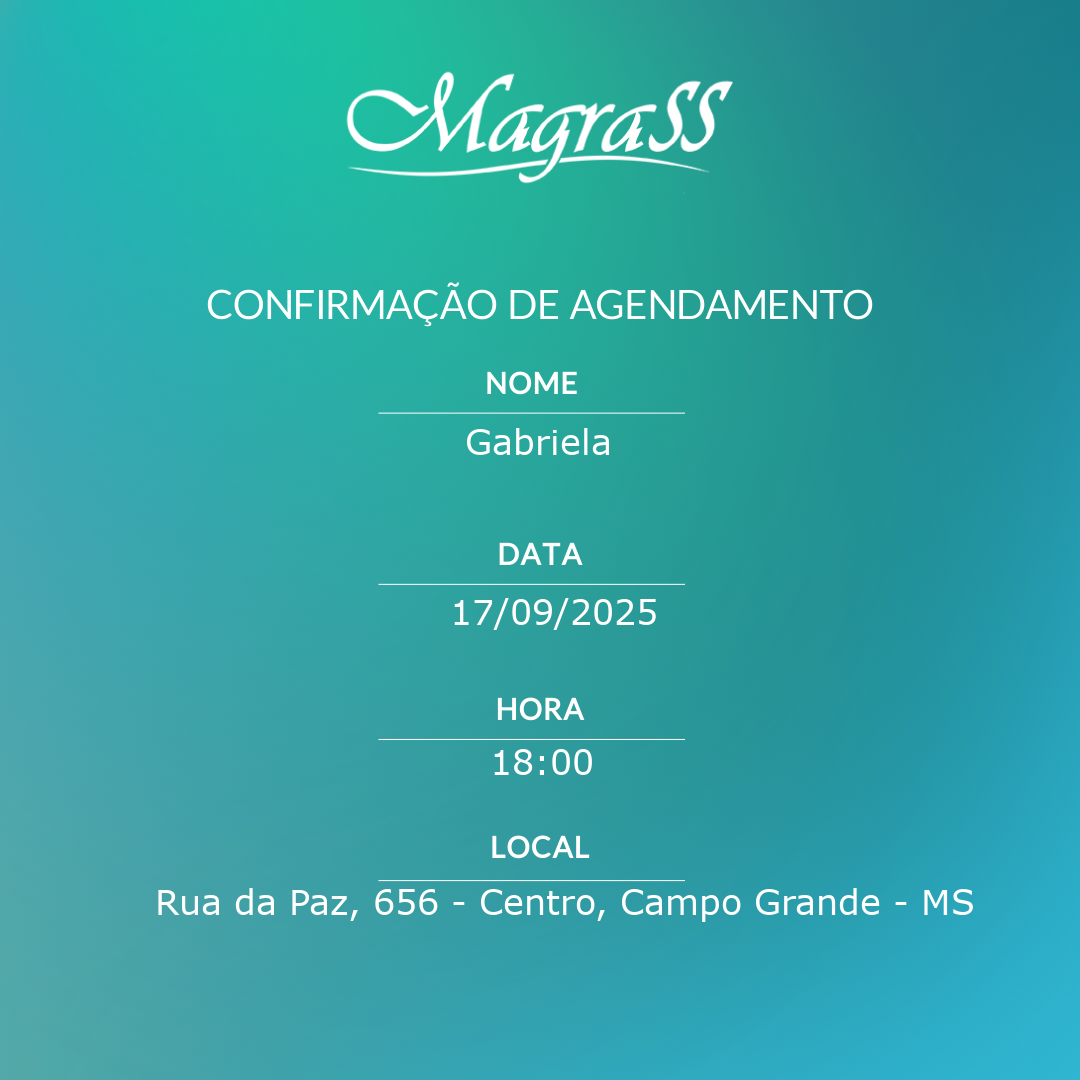 MagraSS
CONFIRMAÇÃO DE AGENDAMENTO
NOME
Gabriela
DATA
17/09/2025
HORA
18:00
LOCAL
Rua da Paz, 656 - Centro, Campo Grande - MS